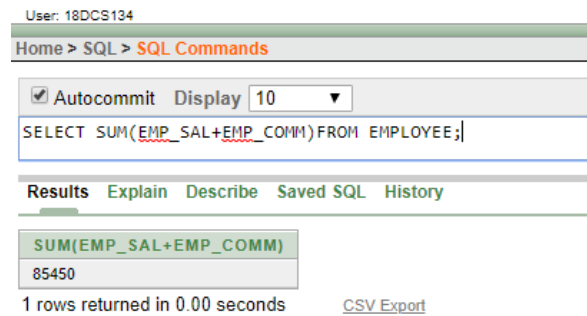 User: 18DCS134
Home > SQL > SQL Commands
Autocommit Display 10
SELECT SUM(EMP_SAL+EMP_COMM)FROM EMPLOYEE;
Results Explain Describe Saved SQL History
SUM(EMP_SAL+EMP_COMM)
85450
1 rows returned in 0.00 seconds CSV Export